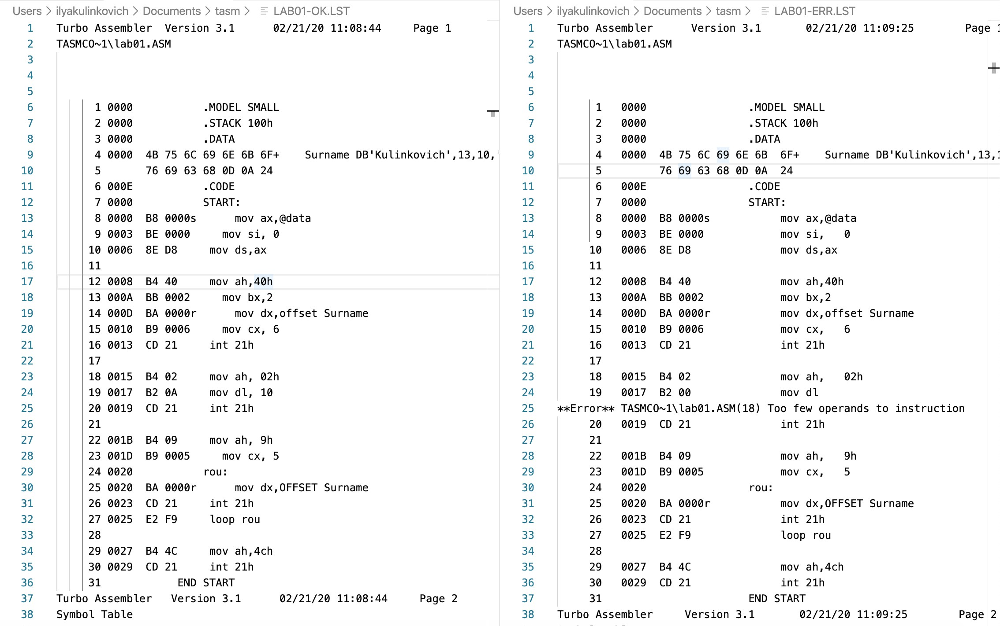 Users > ilyakulinkovich > Documents > tasm > LAB01-OK.LST
1 Turbo Assembler Version 3.1 02/21/20 11:08:44 Page 1
2 TASMCO~1\lab01.ASM
3
4
5
6 1 0000 .MODEL SMALL
7 2 0000 .STACK 100h
8 3 0000 .DATA
9 4 0000 4B 75 6C 69 6E 6B 6F+ Surname DB'Kulinkovich',13,10,'
10 5 76 69 63 68 0D 0A 24
11 6 000E .CODE
12 7 0000 START:
13 8 0000 B8 0000s mov ax,@data
14 9 0003 BE 0000 mov si, 0
15 10 0006 8E D8 mov ds,ax
16 11
17 12 0008 B4 40 mov ah,40h
18 13 000A BB 0002 mov bx,2
19 14 000D BA 0000r mov dx,offset Surname
20 15 0010 B9 0006 mov cx, 6
21 16 0013 CD 21 int 21h
22 17
23 18 0015 B4 02 mov ah, 02h
24 19 0017 B2 0A mov dl, 10
25 20 0019 CD 21 int 21h
26 21
27 22 001B B4 09 mov ah, 9h
28 23 001D B9 0005 mov cx, 5
29 24 0020 rou:
30 25 0020 BA 0000r mov dx,OFFSET Surname
31 26 0023 CD 21 int 21h
32 27 0025 E2 F9 loop rou
33 28
34 29 0027 B4 4C mov ah,4ch
35 30 0029 CD 21 int 21h
36 31 END START
37 Turbo Assembler Version 3.1 02/21/20 11:08:44 Page 2
38 Symbol Table
Users > ilyakulinkovich > Documents > tasm > LAB01-ERR.LST
1 Turbo Assembler Version 3.1 02/21/20 11:09:25 Page 1
2 TASMCO~1\lab01.ASM
3
4
5
6 1 0000 .MODEL SMALL
7 2 0000 .STACK 100h
8 3 0000 .DATA
9 4 0000 4B 75 6C 69 6E 6B 6F+ Surname DB'Kulinkovich',13,1
10 5 76 69 63 68 0D 0A 24
11 6 000E .CODE
12 7 0000 START:
13 8 0000 B8 0000s mov ax,@data
14 9 0003 BE 0000 mov si, 0
15 10 0006 8E D8 mov ds,ax
16 11
17 12 0008 B4 40 mov ah,40h
18 13 000A BB 0002 mov bx,2
19 14 000D BA 0000r mov dx,offset Surname
20 15 0010 B9 0006 mov cx, 6
21 16 0013 CD 21 int 21h
22 17
23 18 0015 B4 02 mov ah, 02h
24 19 0017 B2 00 mov dl
25 **Error** TASMCO~1\lab01.ASM(18) Too few operands to instruction
26 20 0019 CD 21 int 21h
27 21
28 22 001B B4 09 mov ah, 9h
29 23 001D B9 0005 mov cx, 5
30 24 0020 rou:
31 25 0020 BA 0000r mov dx,OFFSET Surname
32 26 0023 CD 21 int 21h
33 27 0025 E2 F9 loop rou
34 28
35 29 0027 B4 4C mov ah,4ch
36 30 0029 CD 21 int 21h
37 31 END START
38 Turbo Assembler Version 3.1 02/21/20 11:09:25 Page 2